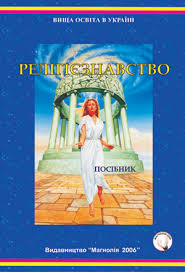 ВИЩА ОСВІТА В УКРАЇНІ
РЕЛІГІЄЗНАВСТВО
ПОСІБНИК
Видавництво "Магнолія 2006"